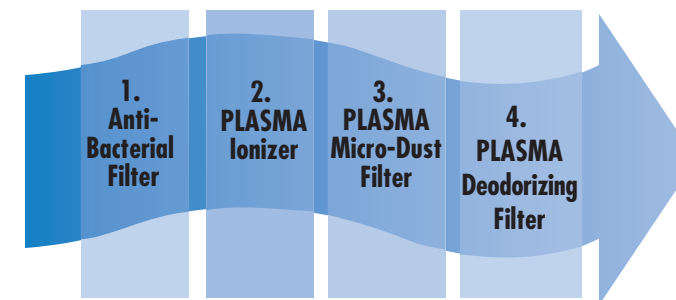 1.
Anti-
Bacterial
Filter
2.
PLASMA
Ionizer
3.
PLASMA
Micro-Dust
Filter
4.
PLASMA
Deodorizing
Filter